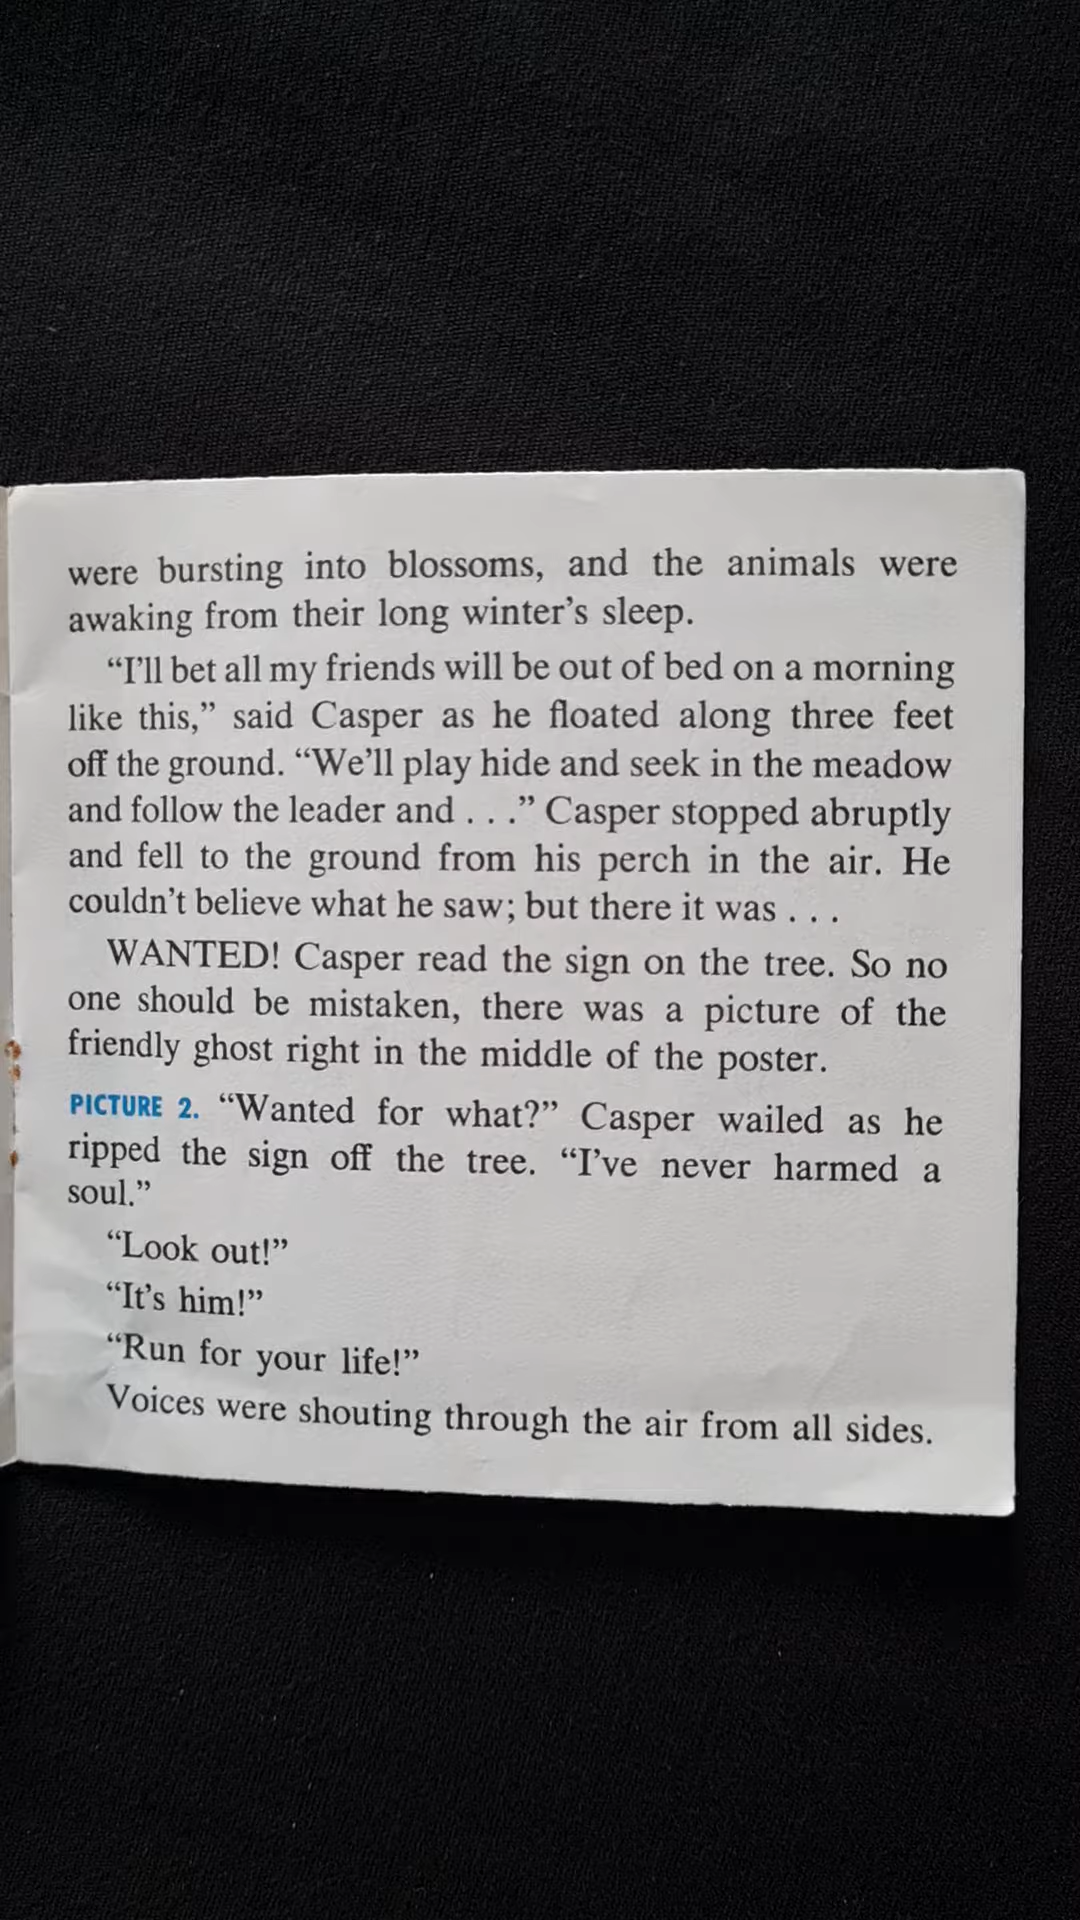 were bursting into blossoms, and the animals were
awaking from their long winter’s sleep.
“I’ll bet all my friends will be out of bed on a morning
like this,” said Casper as he floated along three feet
off the ground. “We’ll play hide and seek in the meadow
and follow the leader and . . .” Casper stopped abruptly
and fell to the ground from his perch in the air. He
couldn’t believe what he saw; but there it was . . .
WANTED! Casper read the sign on the tree. So no
one should be mistaken, there was a picture of the
friendly ghost right in the middle of the poster.
PICTURE 2. “Wanted for what?” Casper wailed as he
ripped the sign off the tree. “I’ve never harmed a
soul.”
“Look out!”
“It’s him!”
“Run for your life!”
Voices were shouting through the air from all sides.